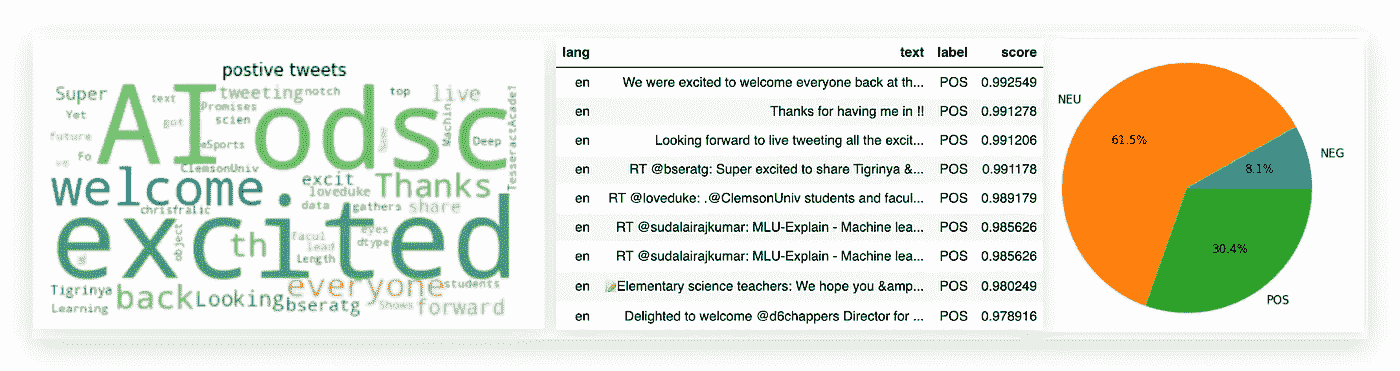 postive tweets
Super
AI
odsc
tweeting
notch
top
live
text
Promises
Yet
got
scien
Machin
future
eSports
Deep
Fo
ve
ClemsonUniv
TesseractAcadeT
welcome
excit
Thanks
loveduke
chrisfralic
data
gathers
share
excited
th
object
Facul
lead
Length
eyes
dtype
everyone
students
Tigrinya
back
Looking
bseratg
Shows
forward
Learning
lang text label score
en We were excited to welcome everyone back at th... POS 0.992549
en Thanks for having me in !! POS 0.991278
en Looking forward to live tweeting all the excit... POS 0.991206
en RT @bseratg: Super excited to share Tigrinya &... POS 0.991178
en RT @loveduke: .@ClemsonUniv students and facul... POS 0.989179
en RT @sudalairajkumar: MLU-Explain - Machine lea... POS 0.985626
en RT @sudalairajkumar: MLU-Explain - Machine lea... POS 0.985626
en Elementary science teachers: We hope you &amp... POS 0.980249
en Delighted to welcome @d6chappers Director for ... POS 0.978916
NEU
61.5%
NEG
8.1%
30.4%
POS